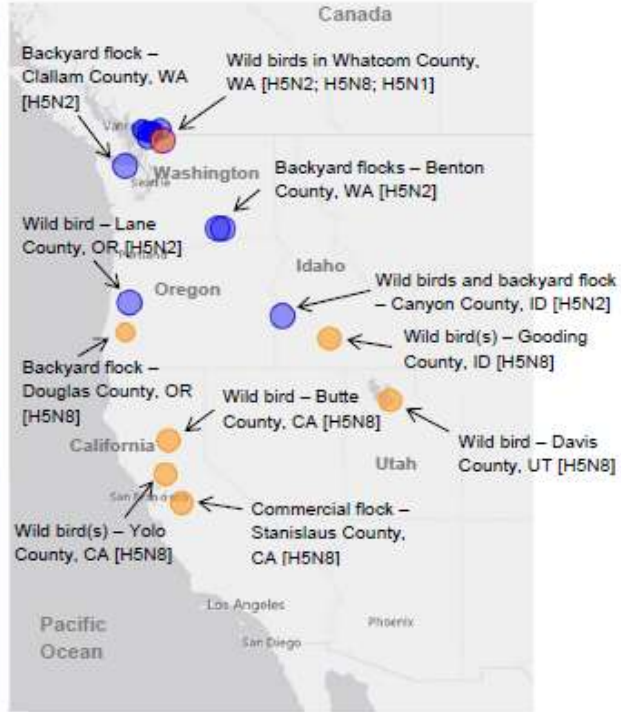 Canada
Backyard flock –
Clallam County, WA
[H5N2]
Wild birds in Whatcom County,
WA [H5N2; H5N8; H5N1]
Washington
Seattle
Backyard flocks – Benton
County, WA [H5N2]
Wild bird – Lane
County, OR [H5N2]
Portland
Idaho
Oregon
Wild birds and backyard flock
– Canyon County, ID [H5N2]
Wild bird(s) – Gooding
County, ID [H5N8]
Backyard flock –
Douglas County, OR
[H5N8]
Wild bird – Butte
County, CA [H5N8]
California
Utah
Wild bird – Davis
County, UT [H5N8]
San Francisco
Commercial flock –
Stanislaus County,
CA [H5N8]
Wild bird(s) – Yolo
County, CA [H5N8]
Los Angeles
Phoenix
San Diego
Pacific
Ocean